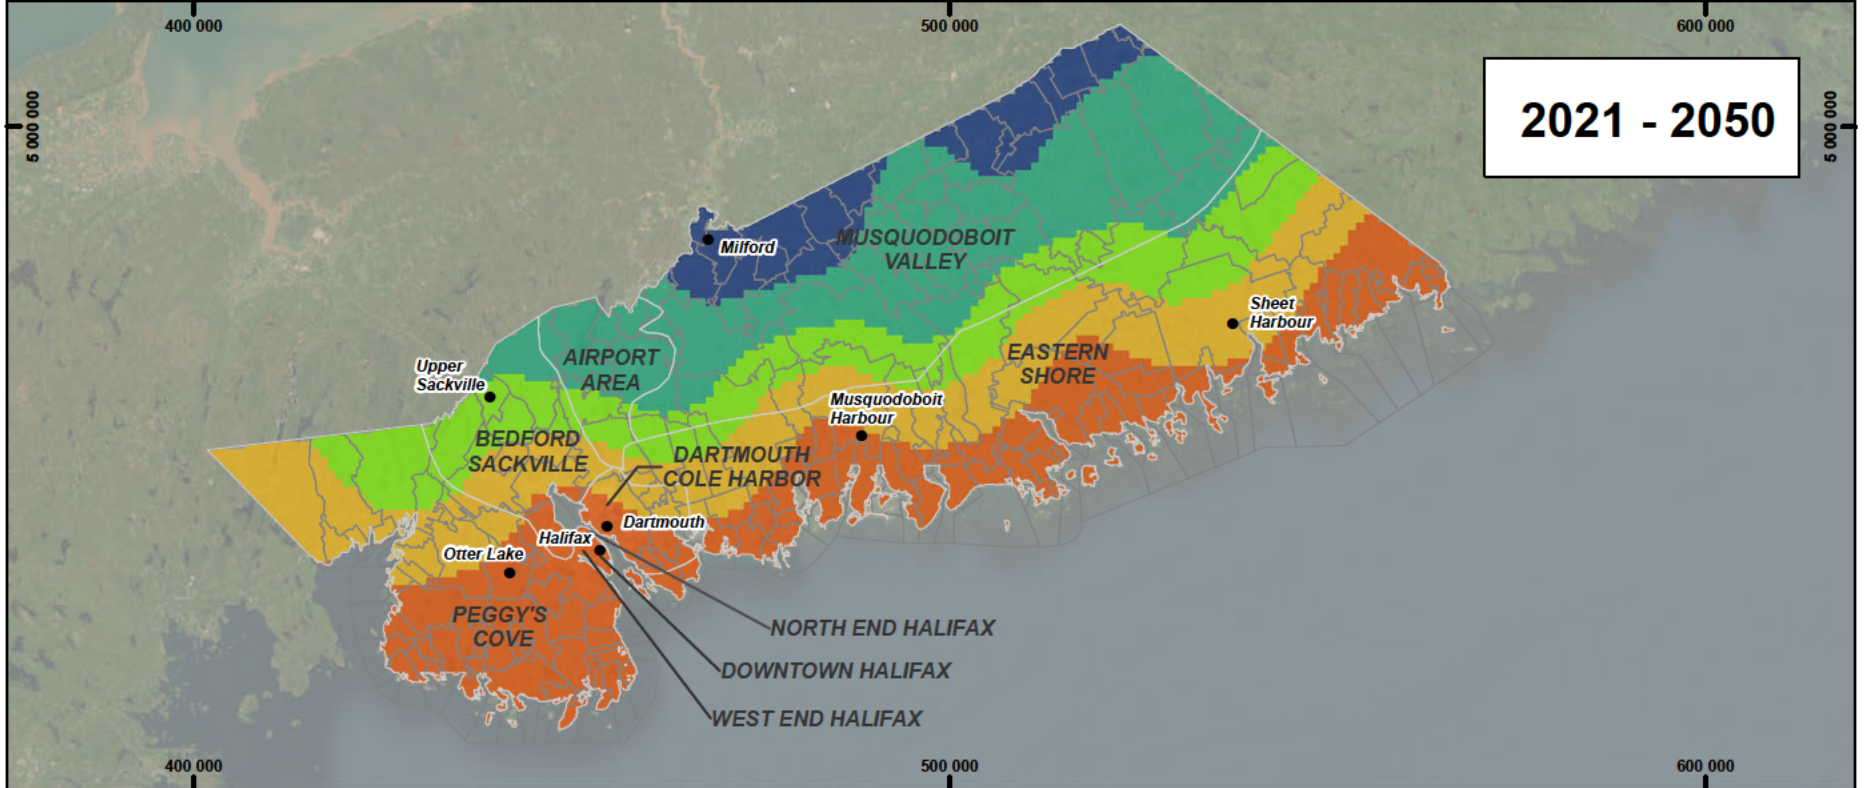 400 000
500 000
600 000
5 000 000
5 000 000
2021 - 2050
Milford
MUSQUODOBOIT
VALLEY
Sheet
Harbour
AIRPORT
AREA
EASTERN
SHORE
Upper
Sackville
Musquodoboit
Harbour
BEDFORD
SACKVILLE
DARTMOUTH
COLE HARBOR
Dartmouth
Halifax
Otter Lake
PEGGY'S
COVE
NORTH END HALIFAX
DOWNTOWN HALIFAX
WEST END HALIFAX
400 000
500 000
600 000